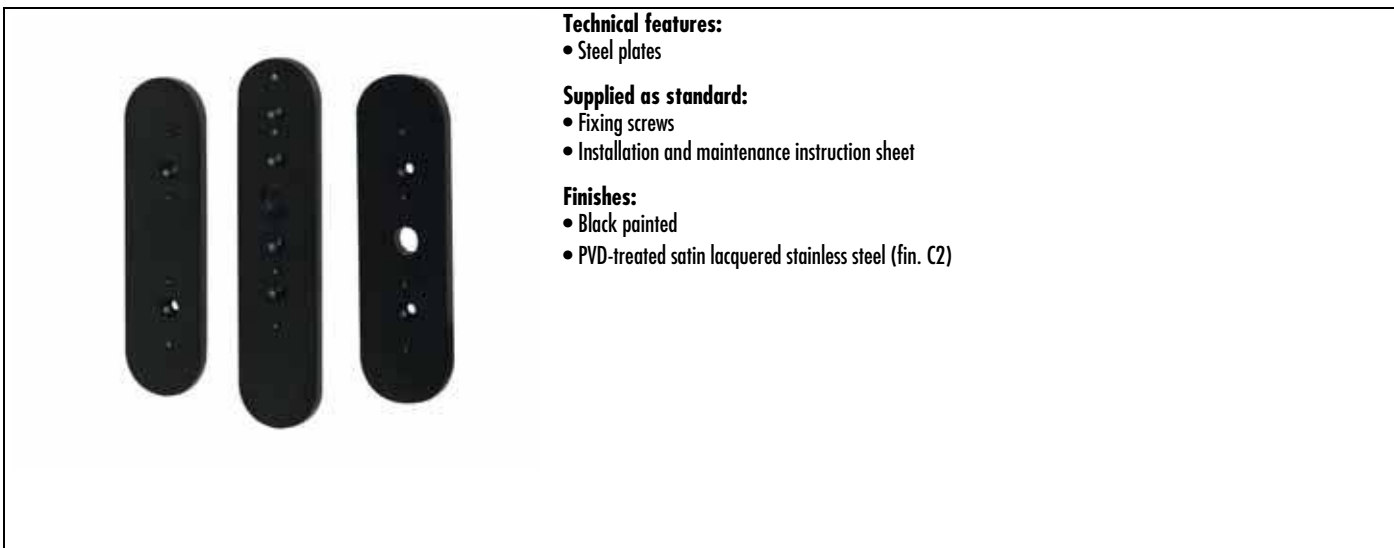 Technical features:
• Steel plates
Supplied as standard:
• Fixing screws
• Installation and maintenance instruction sheet
Finishes:
• Black painted
• PVD-treated satin lacquered stainless steel (fin. C2)